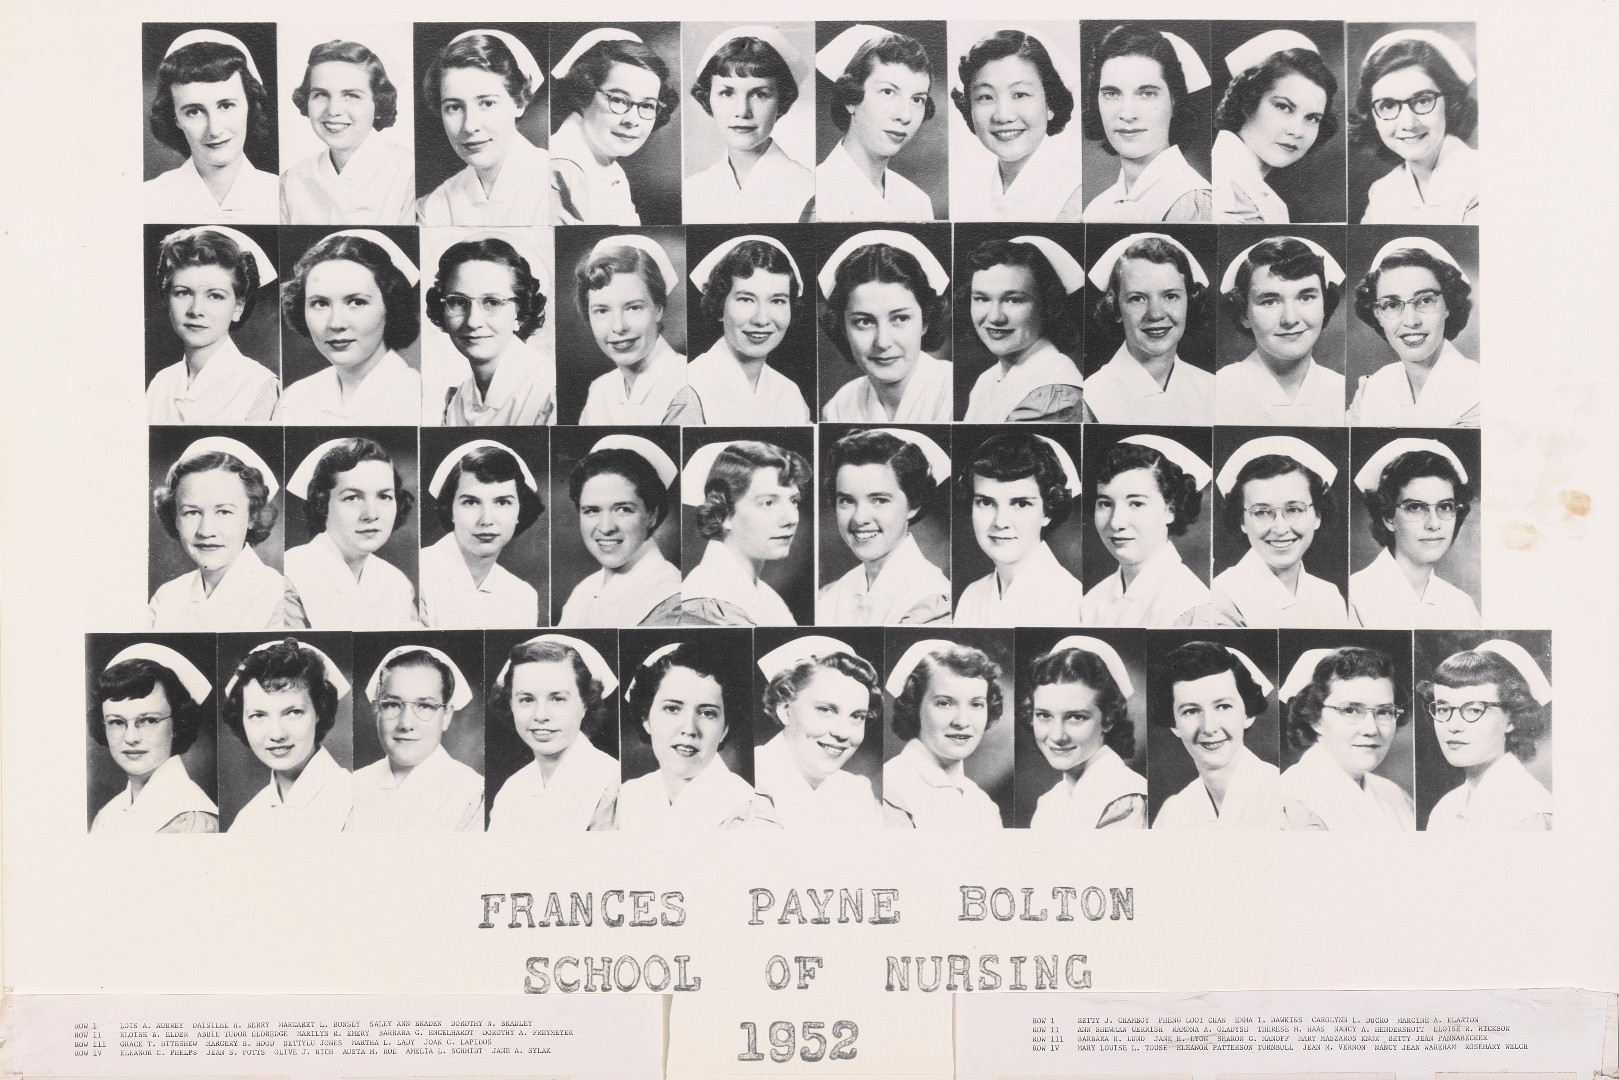 FRANCES PAYNE BOLTON
SCHOOL OF NURSING
1952
ROW I LOIS A. AUBREY DAISILEE H. BERRY MARGARET L. BONSEY SALLY ANN BRADEN DOROTHY N. BRADLEY
ROW II ELOISE B. ELDER ABBIE TUDOR ELDREDGE MARILYN R. EMERY BARBARA C. ENGELHARDT DOROTHY A. FREYMEYER
ROW III GRACE T. HITESHEW MARGERY B. HOOD BETTYLU JONES MARTHA L. LADY JOAN C. LAPIDOS
ROW IV ELEANOR D. PHELPS JEAN S. POTTS OLIVE J. RICH AUSTA M. ROE AMELIA L. SCHMIDT JANE A. SYLAK
ROW I BETTY J. CHAMBOY PHENG LOOI CHAN EMMA T. DAWKINS CAROLYNN L. DUCRO MARCINE A. ELARTON
ROW II ANN SHEWMAN GERRISH RAMONA A. GLADYSH THERESE M. HAAS NANCY A. HENDERSHOTT ELOISE R. HICKSON
ROW III BARBARA H. LUND JANE H. LYON SHARON G. MANOFF MARY MASZAROS KNOX BETTY JEAN PANNABECKER
ROW IV MARY LOUISE L. TOUSE ELEANOR PATTERSON TURNBULL JEAN M. VERNON NANCY JEAN WAREHAM ROSEMARY WELCH